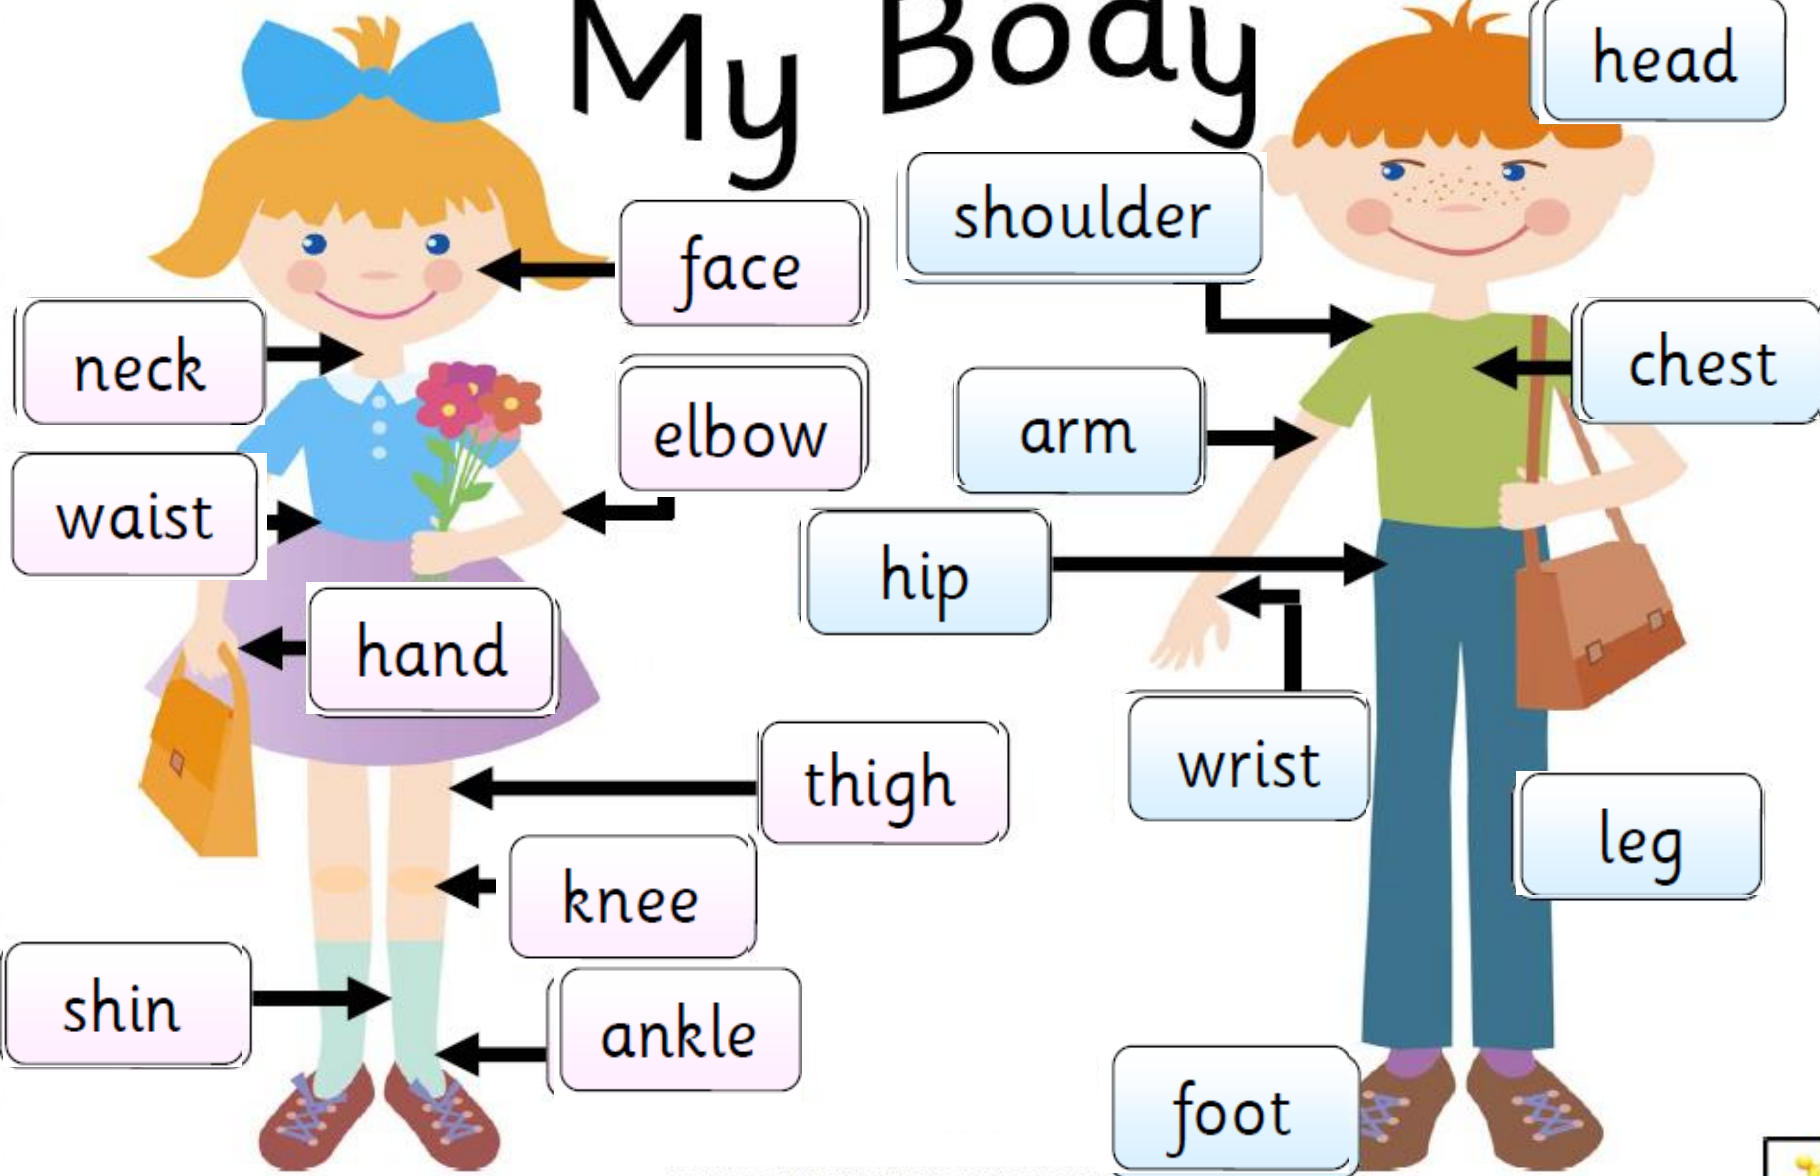 My Body
head
shoulder
face
neck
chest
elbow
arm
waist
hip
hand
thigh
wrist
leg
knee
shin
ankle
foot